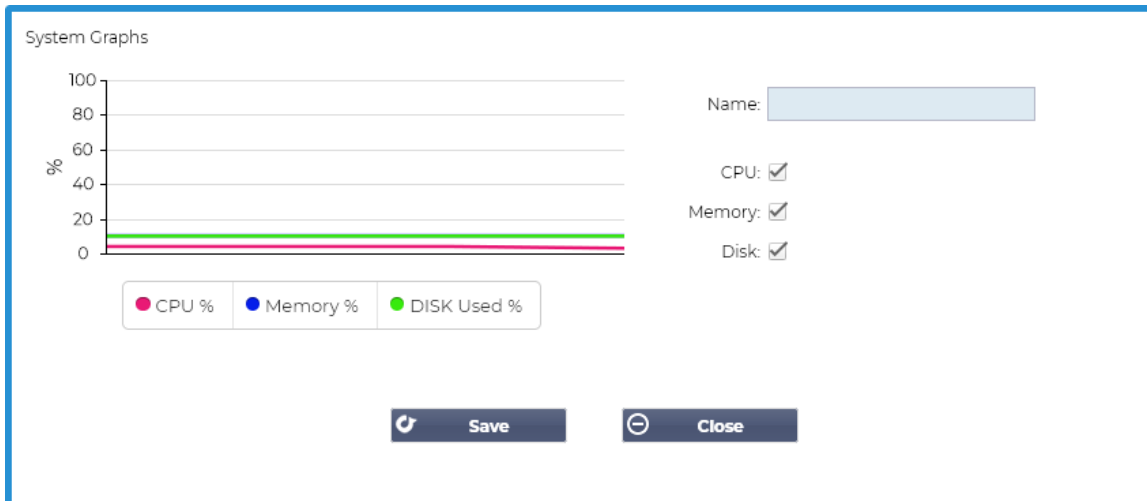 System Graphs
100
80
60
40
20
0
%
CPU %
Memory %
DISK Used %
Name:
CPU:
Memory:
Disk:
Save
Close